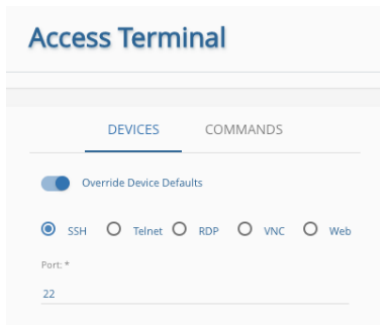 Access Terminal
DEVICES COMMANDS
Override Device Defaults
SSH Telnet RDP VNC Web
Port: *
22